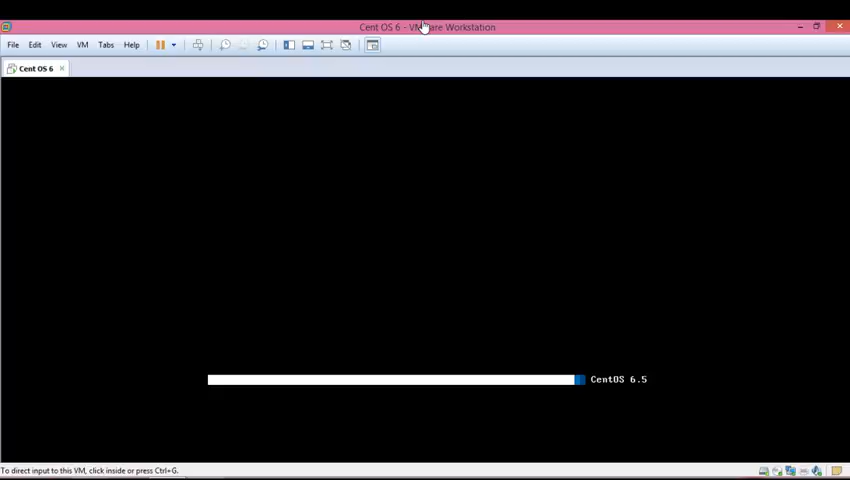 Cent OS 6 - VMware Workstation
File Edit View VM Tabs Help
Cent OS 6
CentOS 6.5
To direct input to this VM, click inside or press Ctrl+G.